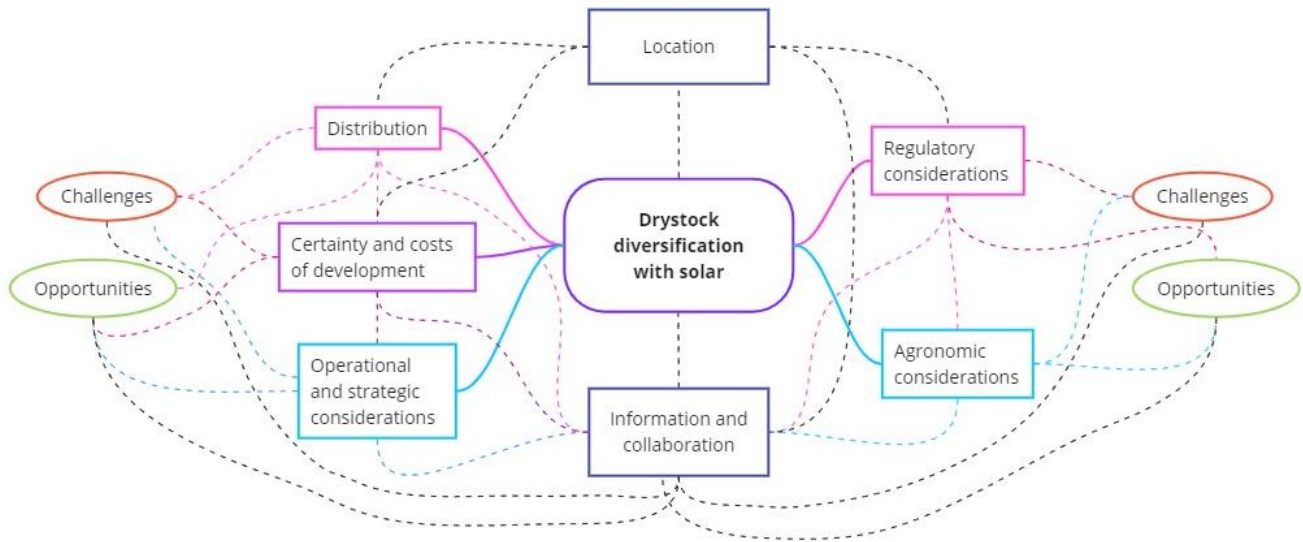 Location
Distribution
Regulatory
considerations
Challenges
Challenges
Drystock
diversification
with solar
Certainty and costs
of development
Opportunities
Opportunities
Operational
and strategic
considerations
Agronomic
considerations
Information and
collaboration